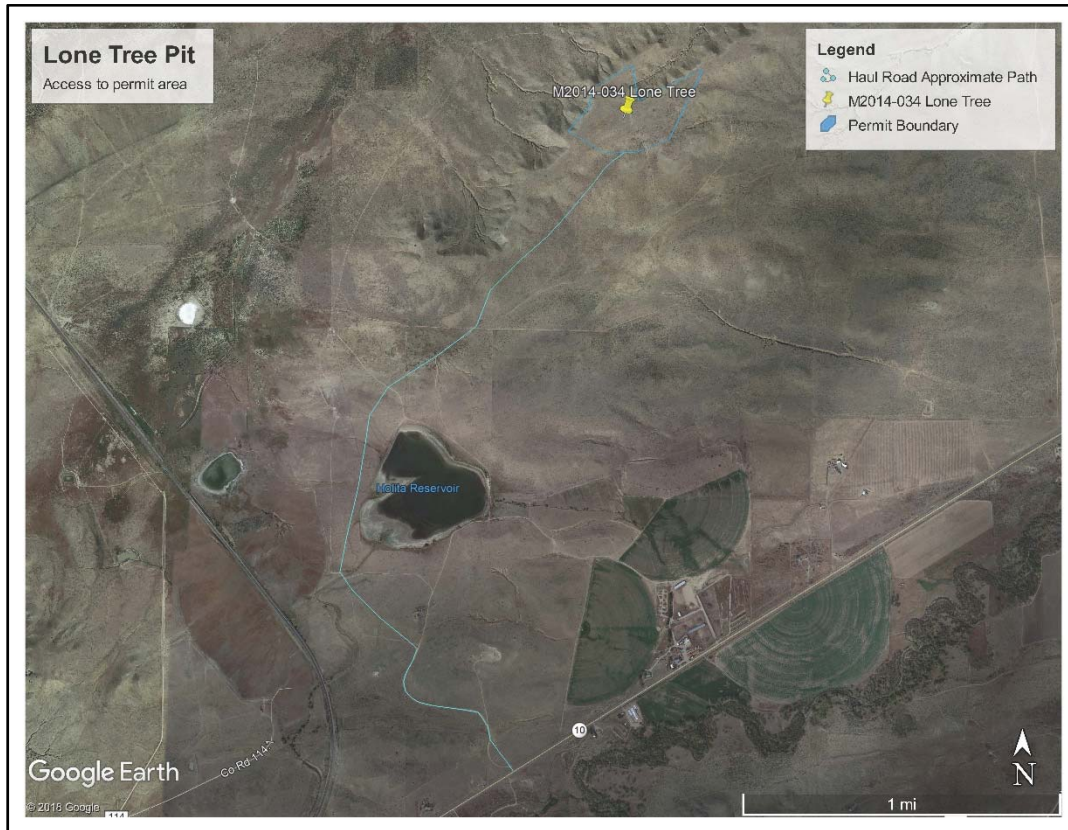 Lone Tree Pit
Access to permit area
Legend
Haul Road Approximate Path
M2014-034 Lone Tree
Permit Boundary
M2014-034 Lone Tree
Holita Reservoir
10
Co Rd 114
Google Earth
© 2018 Google
114
N
1 mi